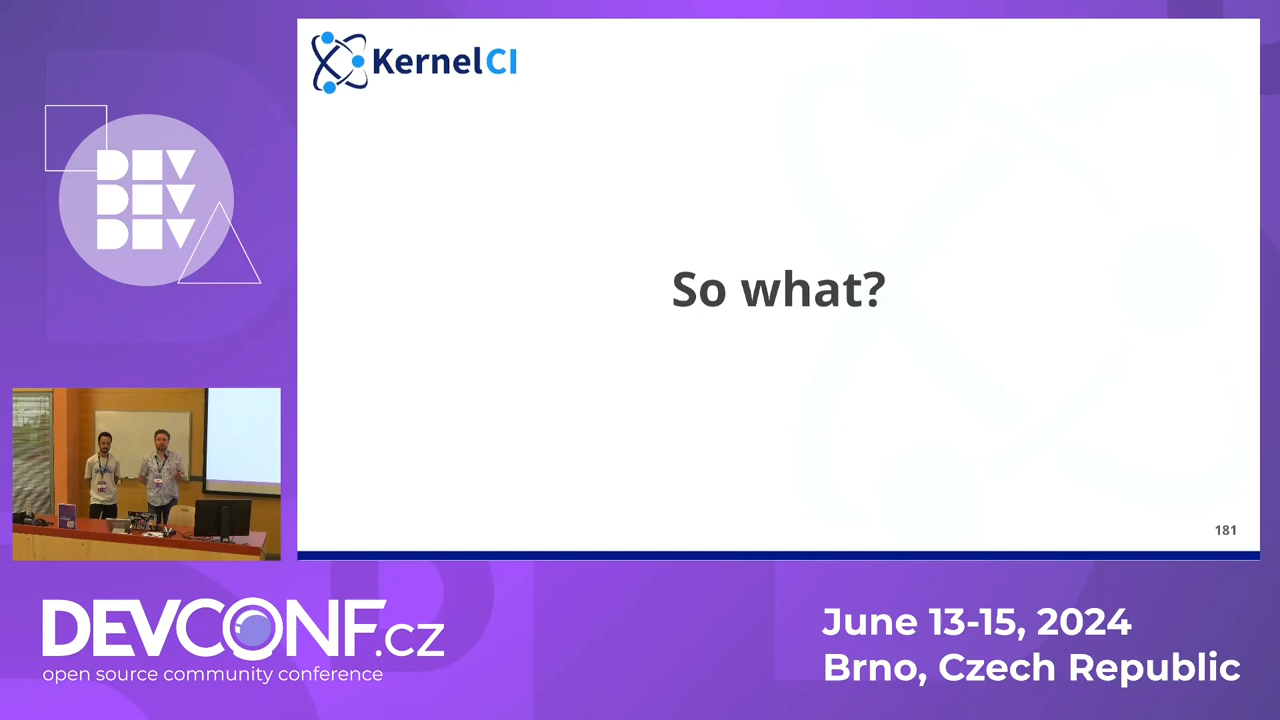 KernelCI
DEV
DEV
DEV
So what?
181
DEVCONF.cz
open source community conference
June 13-15, 2024
Brno, Czech Republic